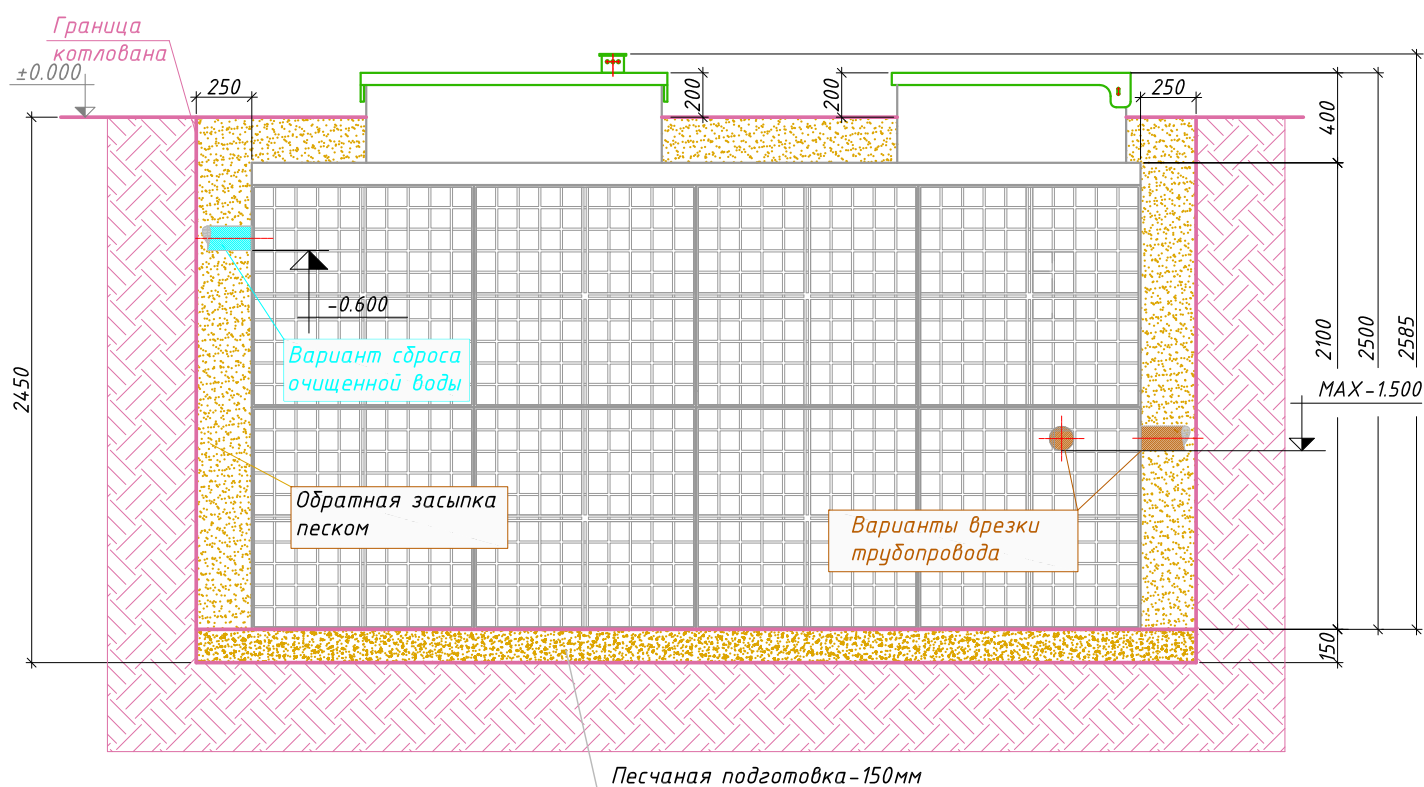 Граница
котлована
±0.000
250
200
200
250
400
-0.600
Вариант сброса
очищенной воды
2450
2100
2500
2585
MAX-1.500
Обратная засыпка
песком
Варианты врезки
трубопровода
150
Песчаная подготовка-150мм